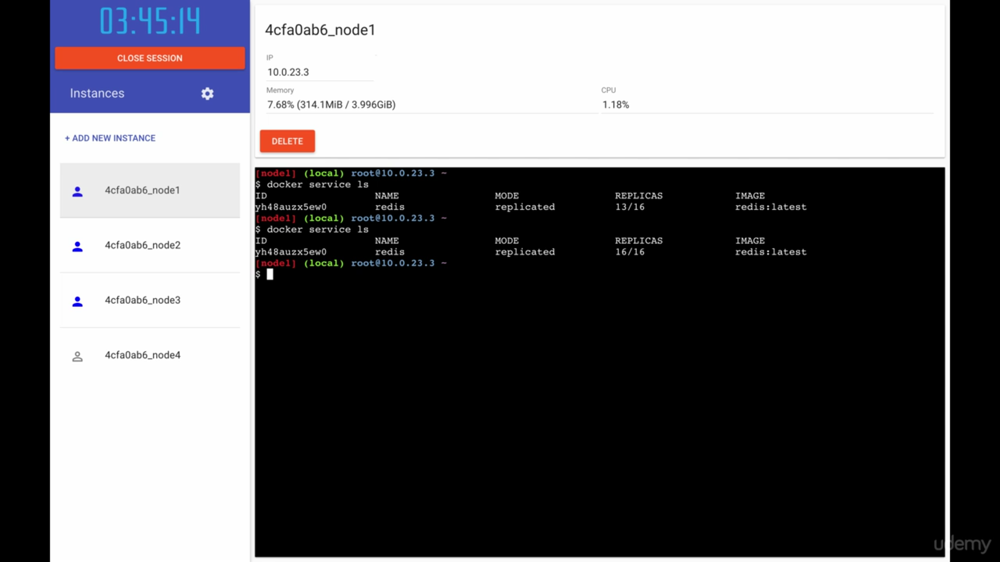 03:45:14
CLOSE SESSION
Instances
+ ADD NEW INSTANCE
4cfa0ab6_node1
4cfa0ab6_node2
4cfa0ab6_node3
4cfa0ab6_node4
4cfa0ab6_node1
IP
10.0.23.3
Memory CPU
7.68% (314.1MiB / 3.996GiB) 1.18%
DELETE
[node1] (local) root@10.0.23.3 ~
$ docker service ls
ID NAME MODE REPLICAS IMAGE
yh48auzx5ew0 redis replicated 13/16 redis:latest
[node1] (local) root@10.0.23.3 ~
$ docker service ls
ID NAME MODE REPLICAS IMAGE
yh48auzx5ew0 redis replicated 16/16 redis:latest
[node1] (local) root@10.0.23.3 ~
$
udemy